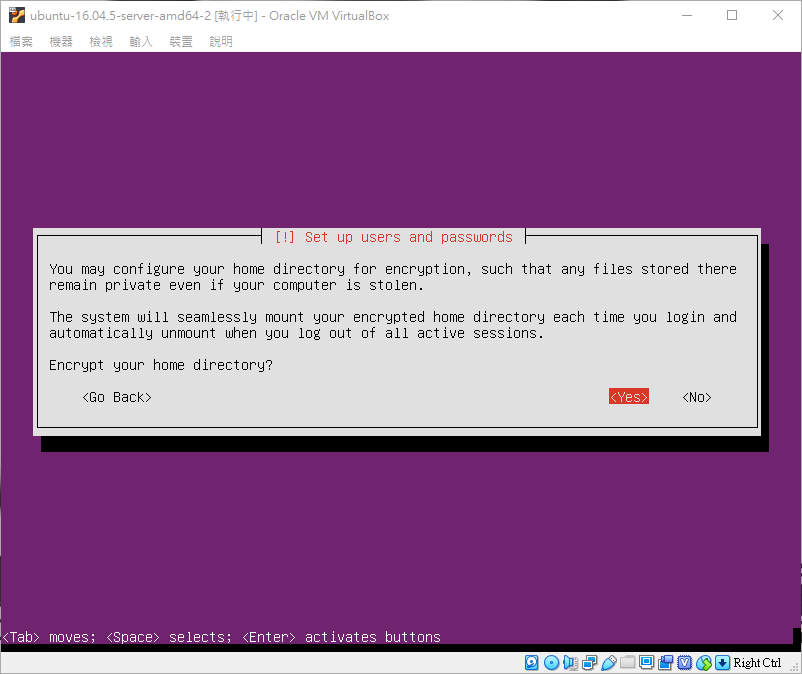 ubuntu-16.04.5-server-amd64-2 [執行中] - Oracle VM VirtualBox
檔案 機器 檢視 輸入 裝置 說明
[!] Set up users and passwords
You may configure your home directory for encryption, such that any files stored there
remain private even if your computer is stolen.
The system will seamlessly mount your encrypted home directory each time you login and
automatically unmount when you log out of all active sessions.
Encrypt your home directory?
<Go Back> <Yes> <No>
<Tab> moves; <Space> selects; <Enter> activates buttons
Right Ctrl